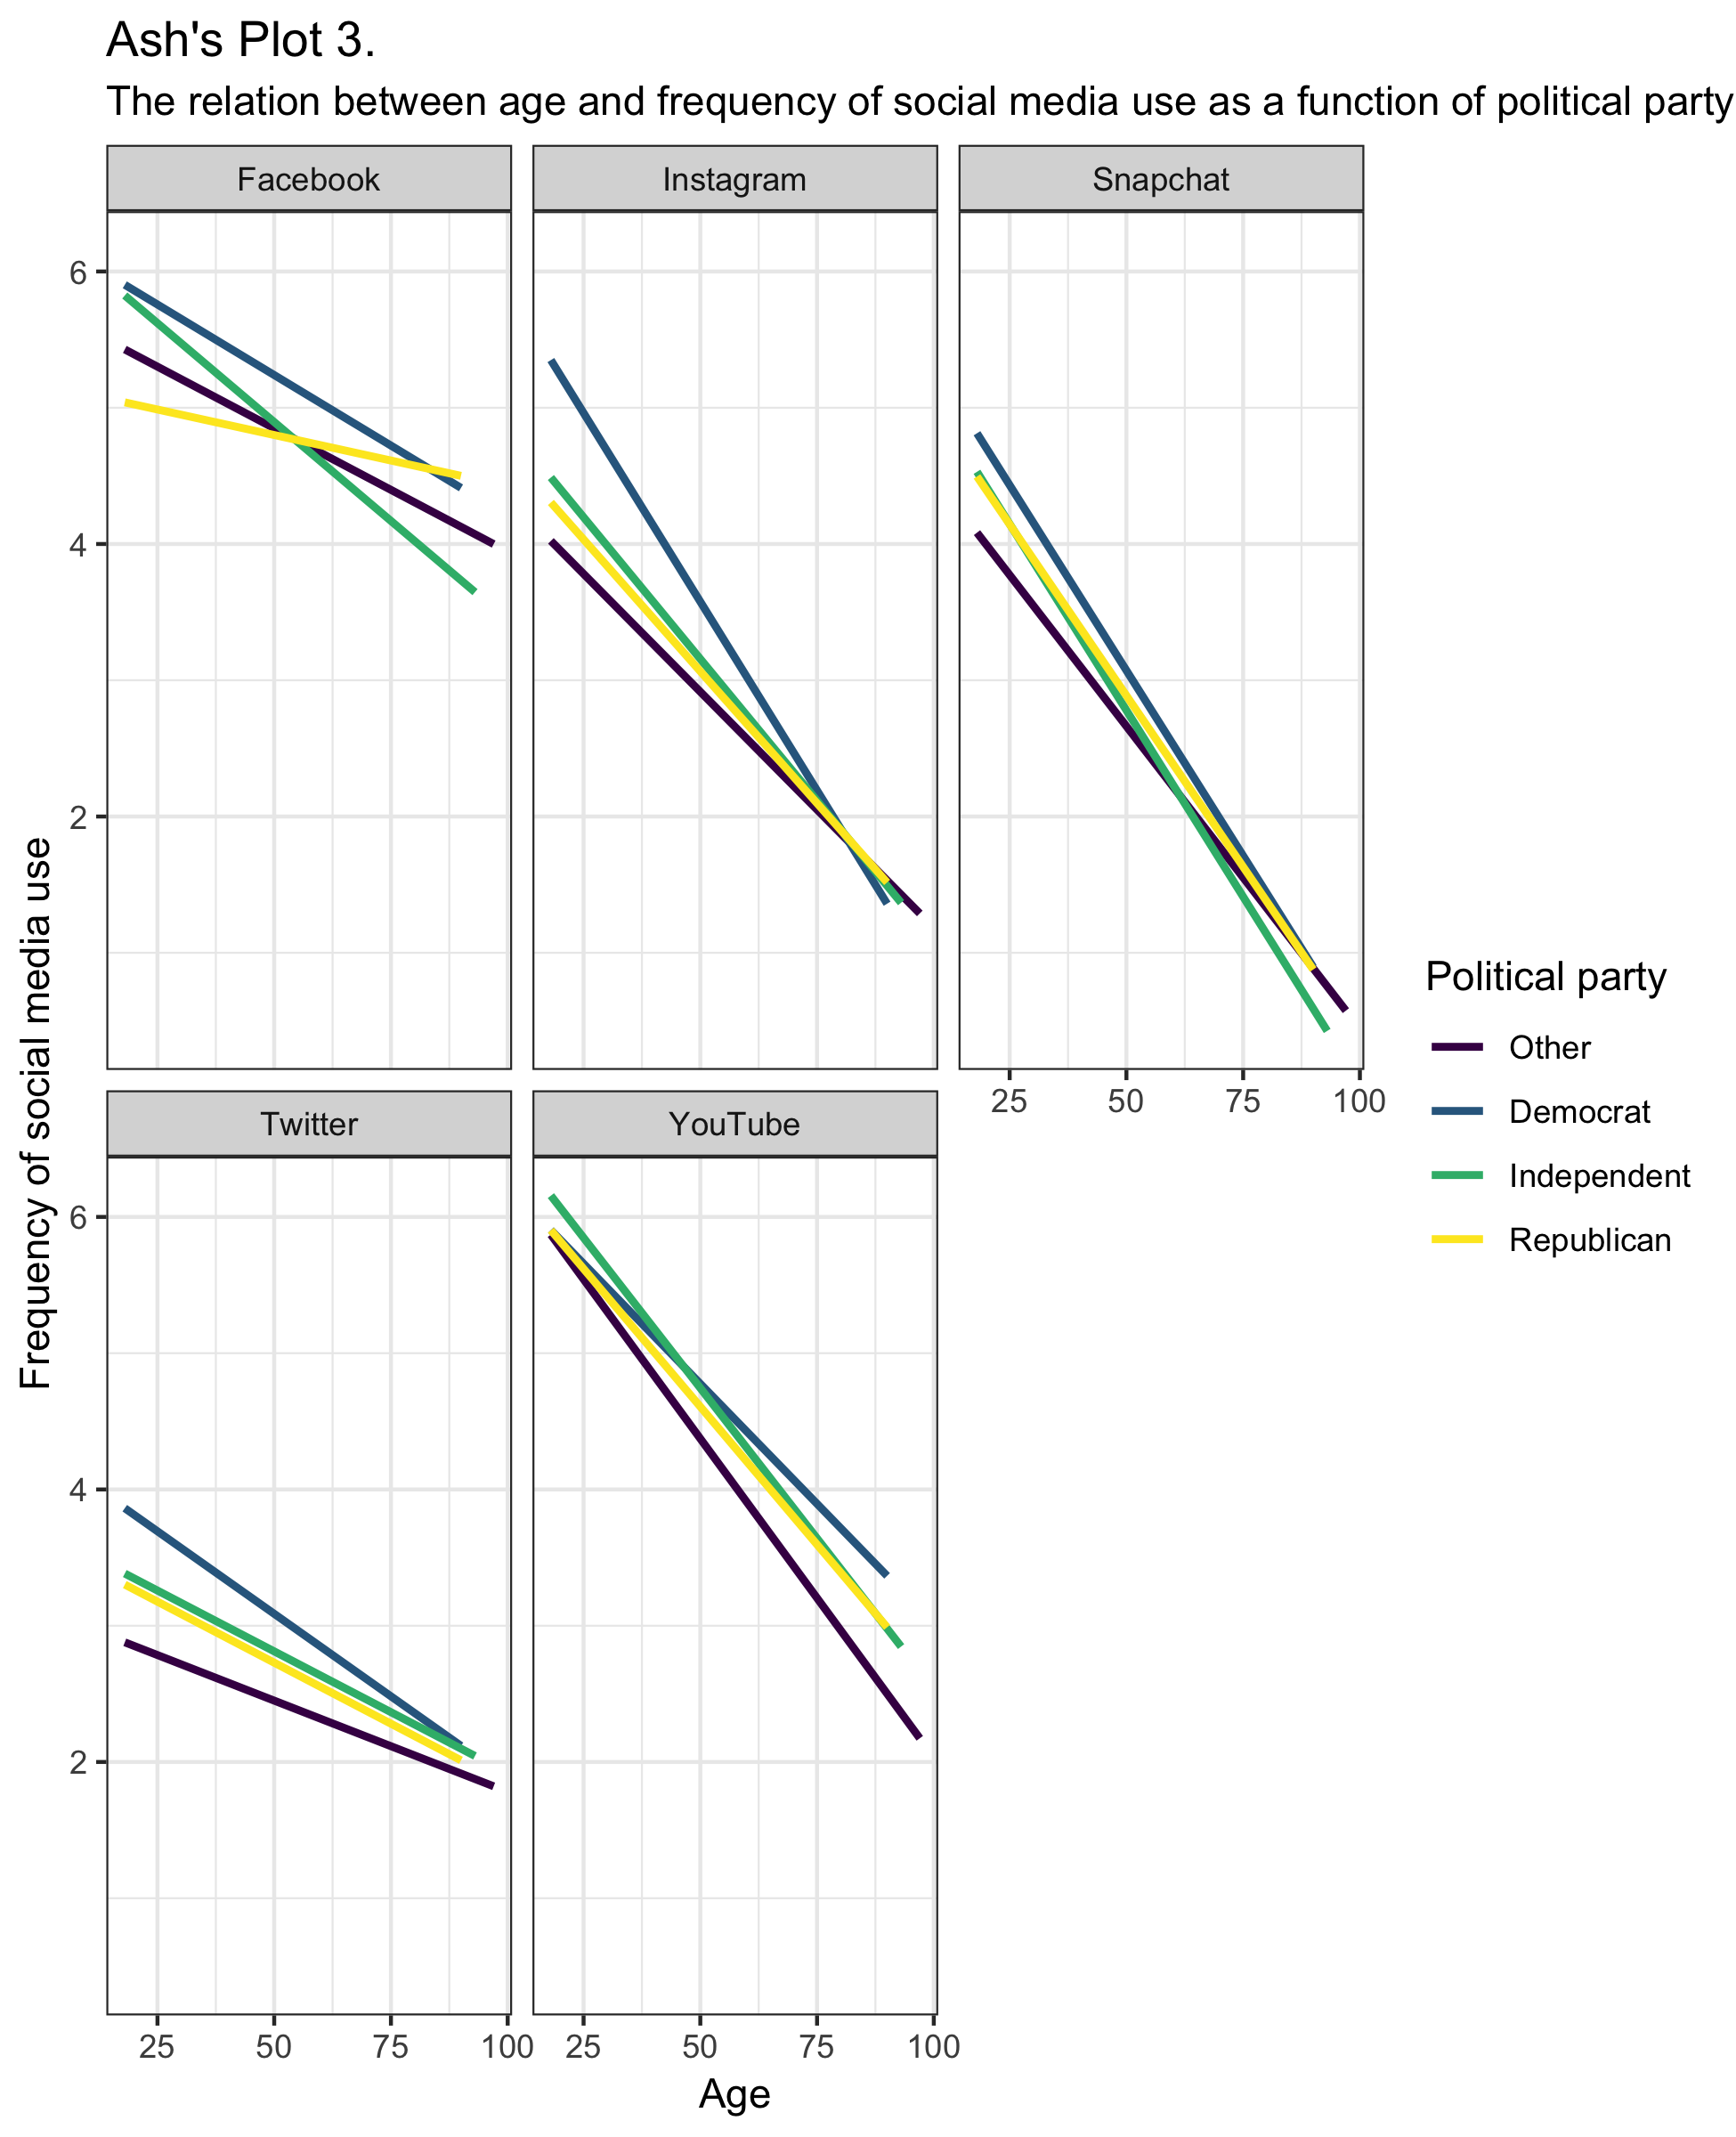 Ash's Plot 3.
The relation between age and frequency of social media use as a function of political party
Facebook
Instagram
Snapchat
6
4
2
25 50 75 100
Twitter
YouTube
6
4
2
25 50 75 100
25 50 75 100
Age
Frequency of social media use
Political party
Other
Democrat
Independent
Republican